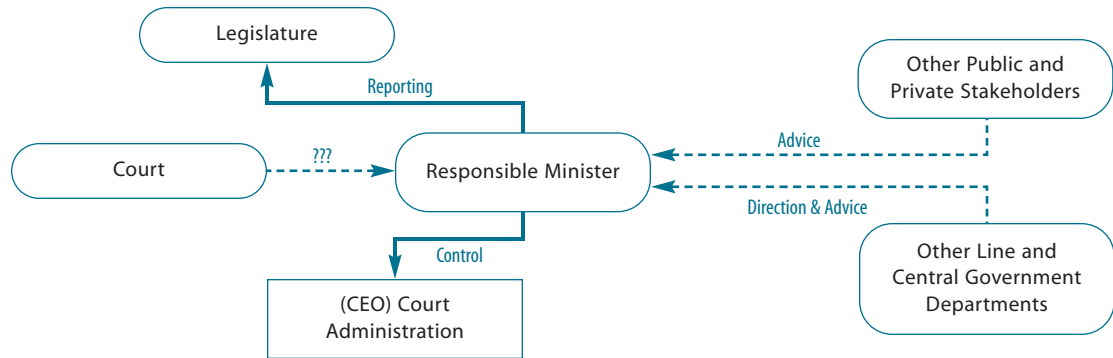 Legislature
Reporting
Other Public and
Private Stakeholders
Court
???
Responsible Minister
Advice
Direction & Advice
Control
(CEO) Court
Administration
Other Line and
Central Government
Departments